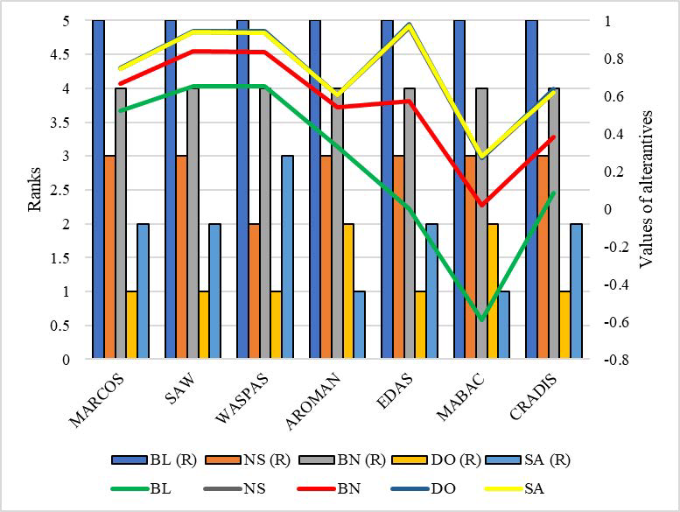 Ranks
5
4.5
4
3.5
3
2.5
2
1.5
1
0.5
0
1
0.8
0.6
0.4
0.2
0
-0.2
-0.4
-0.6
-0.8
Values of alterantives
MARCOS
SAW
WASPAS
AROMAN
EDAS
MABAC
CRADIS
BL (R) NS (R) BN (R) DO (R) SA (R)
BL NS BN DO SA